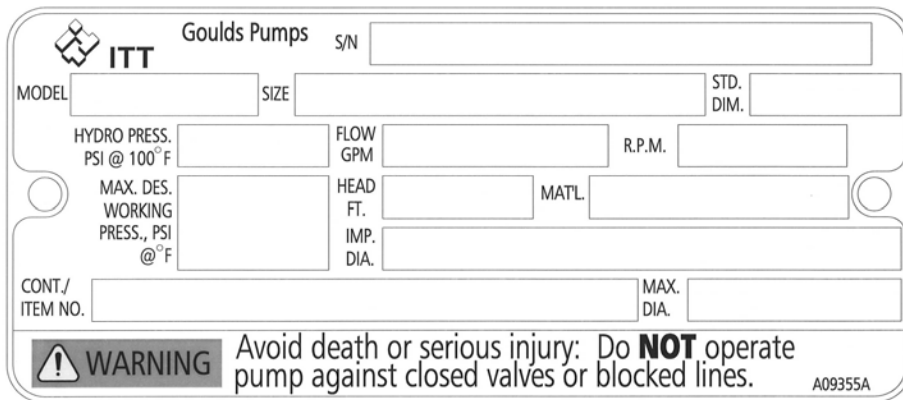 ITT
Goulds Pumps
S/N
MODEL
SIZE
STD.
DIM.
HYDRO PRESS.
PSI @ 100°F
FLOW
GPM
R.P.M.
MAX. DES.
WORKING
PRESS., PSI
@°F
HEAD
FT.
MAT'L.
IMP.
DIA.
CONT./
ITEM NO.
MAX.
DIA.
WARNING
Avoid death or serious injury: Do NOT operate
pump against closed valves or blocked lines.
A09355A